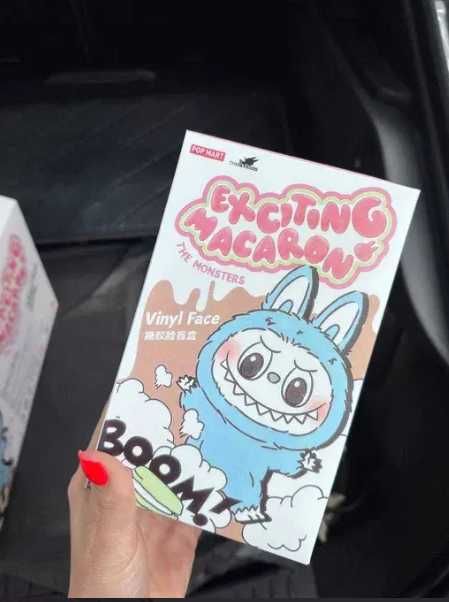 POP MART
EXCITING
MACARON
THE MONSTERS
Vinyl Face
搪胶脸盲盒
BOOM!